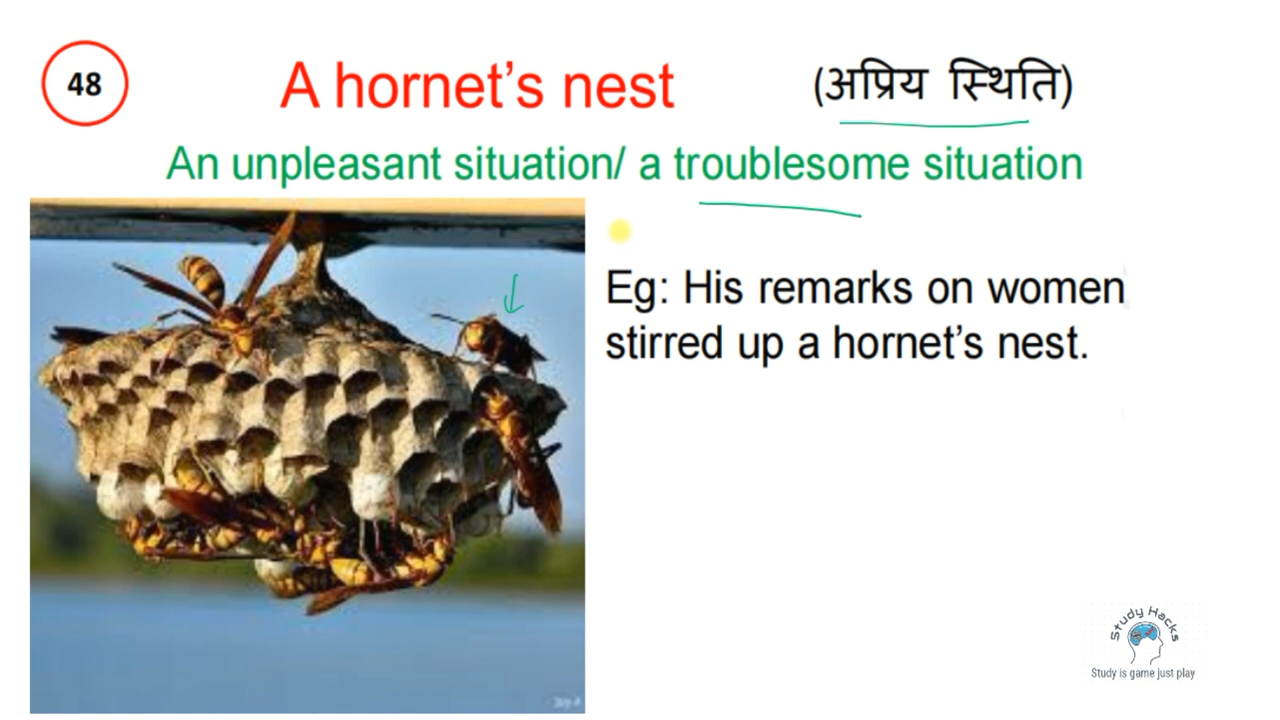 48
A hornet’s nest
(अप्रिय स्थिति)
An unpleasant situation/ a troublesome situation
Eg: His remarks on women
stirred up a hornet’s nest.
Study Hacks
Study is game just play